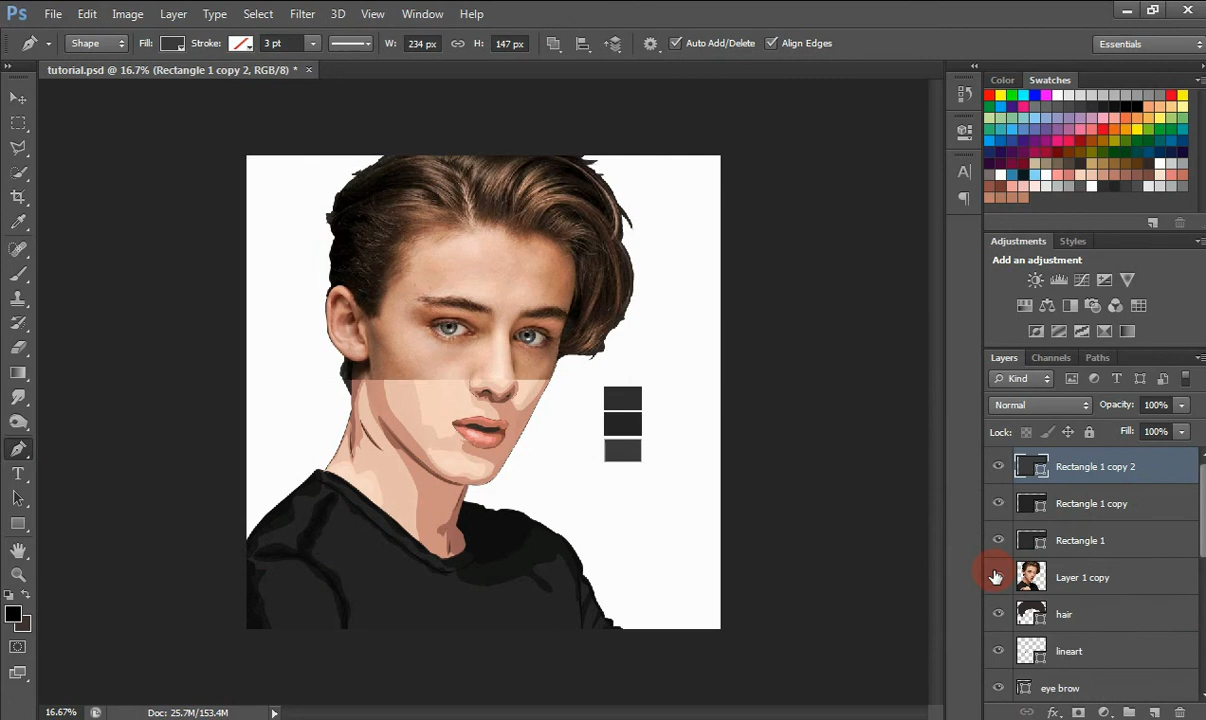 Ps File Edit Image Layer Type Select Filter 3D View Window Help
Shape Fill: Stroke: 3 pt W: 234 px H: 147 px Auto Add/Delete Align Edges Essentials
tutorial.psd @ 16.7% (Rectangle 1 copy 2, RGB/8) * ×
Color Swatches
Adjustments Styles
Add an adjustment
Layers Channels Paths
Kind
Normal Opacity: 100%
Lock: Fill: 100%
Rectangle 1 copy 2
Rectangle 1 copy
Rectangle 1
Layer 1 copy
hair
lineart
eye brow
16.67% Doc: 25.7M/153.4M